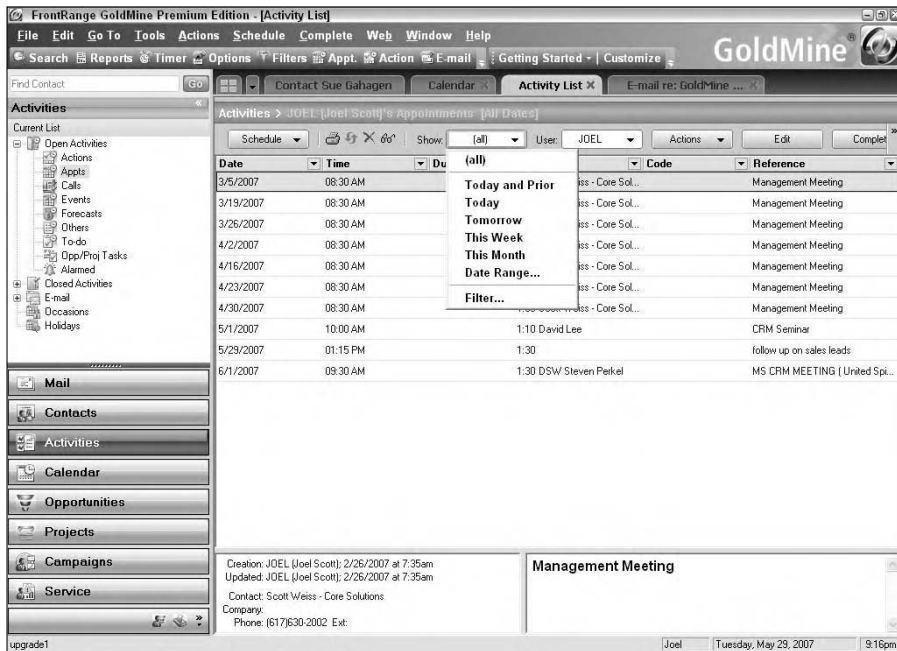 FrontRange GoldMine Premium Edition - [Activity List]
File Edit Go To Tools Actions Schedule Complete Web Window Help
Search Reports Timer Options Filters Appt. Action E-mail Getting Started - Customize
GoldMine®
Find Contact Go
Contact Sue Gahagen Calendar Activity List E-mail re: GoldMine ...
Activities
Activities > JOEL (Joel Scott)'s Appointments [All Dates]
Current List
Schedule Show: (all) User: JOEL Actions Edit Complet
Open Activities
Actions
Appts
Calls
Events
Forecasts
Others
To-do
Opp/Proj Tasks
Alarmed
Closed Activities
E-mail
Occasions
Holidays
Date Time Du Code Reference
3/5/2007 08:30 AM iss - Core Sol... Management Meeting
3/19/2007 08:30 AM iss - Core Sol... Management Meeting
3/26/2007 08:30 AM iss - Core Sol... Management Meeting
4/2/2007 08:30 AM iss - Core Sol... Management Meeting
4/16/2007 08:30 AM iss - Core Sol... Management Meeting
4/23/2007 08:30 AM iss - Core Sol... Management Meeting
4/30/2007 08:30 AM iss - Core Sol... Management Meeting
5/1/2007 10:00 AM 1:10 David Lee CRM Seminar
5/29/2007 01:15 PM 1:30 follow up on sales leads
6/1/2007 09:30 AM 1:30 DSW Steven Perkel MS CRM MEETING ( United Spi...
(all)
Today and Prior
Today
Tomorrow
This Week
This Month
Date Range...
Filter...
Mail
Contacts
Activities
Calendar
Opportunities
Projects
Campaigns
Service
Creation: JOEL (Joel Scott); 2/26/2007 at 7:35am
Updated: JOEL (Joel Scott); 2/26/2007 at 7:35am
Contact: Scott Weiss - Core Solutions
Company:
Phone: (617)630-2002 Ext:
Management Meeting
upgrade1 Joel Tuesday, May 29, 2007 9:16pm